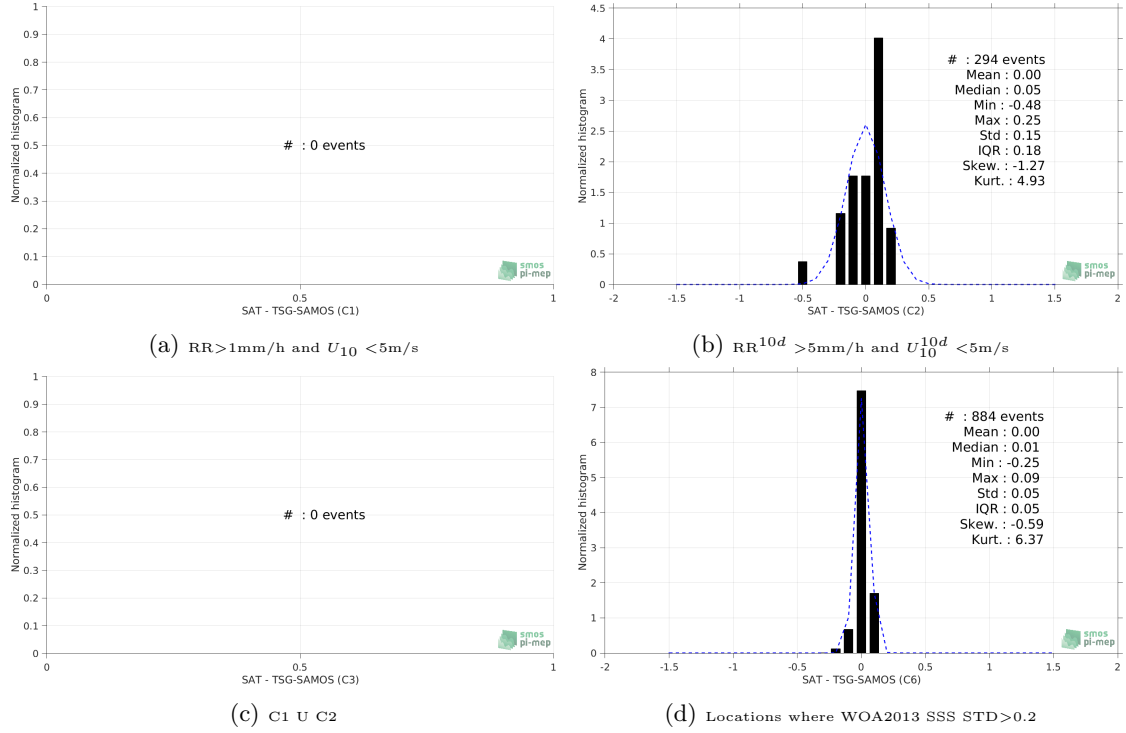 1
0.9
0.8
0.7
0.6
0.5
0.4
0.3
0.2
0.1
0
Normalized histogram
# : 0 events
smos
pi-mep
0 0.5 1
SAT - TSG-SAMOS (C1)
(a) RR>1mm/h and U10 <5m/s
4.5
4
3.5
3
2.5
2
1.5
1
0.5
0
Normalized histogram
# : 294 events
Mean : 0.00
Median : 0.05
Min : -0.48
Max : 0.25
Std : 0.15
IQR : 0.18
Skew. : -1.27
Kurt. : 4.93
smos
pi-mep
-2 -1.5 -1 -0.5 0 0.5 1 1.5 2
SAT - TSG-SAMOS (C2)
(b) RR^10d >5mm/h and U10^10d <5m/s
1
0.9
0.8
0.7
0.6
0.5
0.4
0.3
0.2
0.1
0
Normalized histogram
# : 0 events
smos
pi-mep
0 0.5 1
SAT - TSG-SAMOS (C3)
(c) C1 U C2
8
7
6
5
4
3
2
1
0
Normalized histogram
# : 884 events
Mean : 0.00
Median : 0.01
Min : -0.25
Max : 0.09
Std : 0.05
IQR : 0.05
Skew. : -0.59
Kurt. : 6.37
smos
pi-mep
-2 -1.5 -1 -0.5 0 0.5 1 1.5 2
SAT - TSG-SAMOS (C6)
(d) Locations where WOA2013 SSS STD>0.2